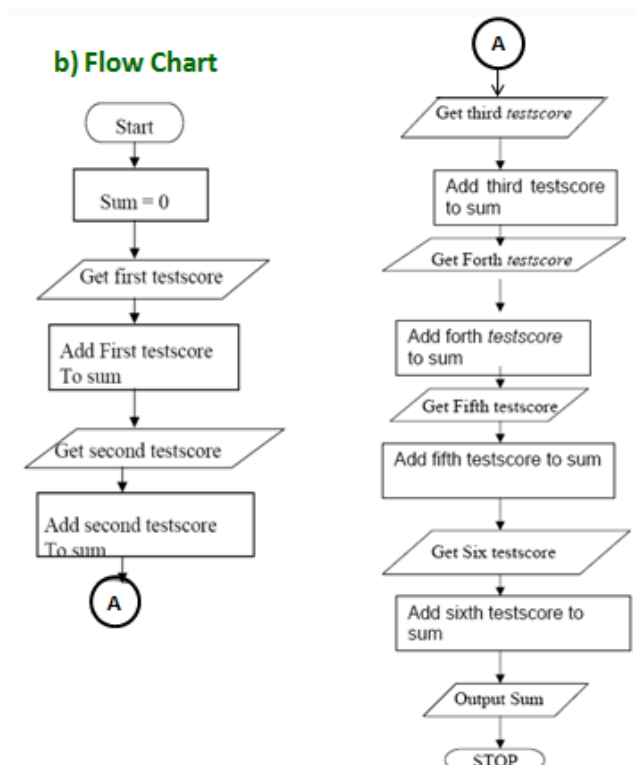 b) Flow Chart
Start
Sum = 0
Get first testscore
Add First testscore
To sum
Get second testscore
Add second testscore
To sum
A
A
Get third testscore
Add third testscore
to sum
Get Forth testscore
Add forth testscore
to sum
Get Fifth testscore
Add fifth testscore to sum
Get Six testscore
Add sixth testscore to
sum
Output Sum
STOP